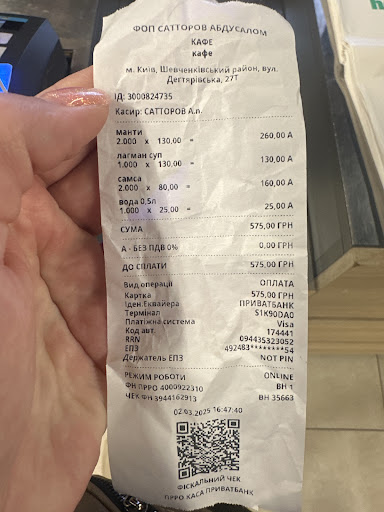 ФОП САТТОРОВ АБДУСАЛОМ
КАФЕ
кафе
м. Київ, Шевченківський район, вул.
Дегтярівська, 27Т
ІД: 3000824735
Касир: САТТОРОВ А.п.
манти
2.000 х 130,00 = 260,00 А
лагман суп
1.000 х 130,00 = 130,00 А
самса
2.000 х 80,00 = 160,00 А
вода 0,5л
1.000 х 25,00 = 25,00 А
СУМА 575,00 ГРН
А - БЕЗ ПДВ 0% 0,00 ГРН
ДО СПЛАТИ 575,00 ГРН
Вид операції ОПЛАТА
Картка 575,00 ГРН
Іден.Еквайера ПРИВАТБАНК
Термінал S1K90DA0
Платіжна система Visa
Код авт. 174441
RRN 094435323052
ЕПЗ 492483********54
Держатель ЕПЗ NOT PIN
РЕЖИМ РОБОТИ ONLINE
ФН ПРРО 4000922310 ВН 1
ЧЕК ФН 3944162913 ВН 35663
02.03.2025 16:47:40
ФІСКАЛЬНИЙ ЧЕК
ПРРО КАСА ПРИВАТБАНК